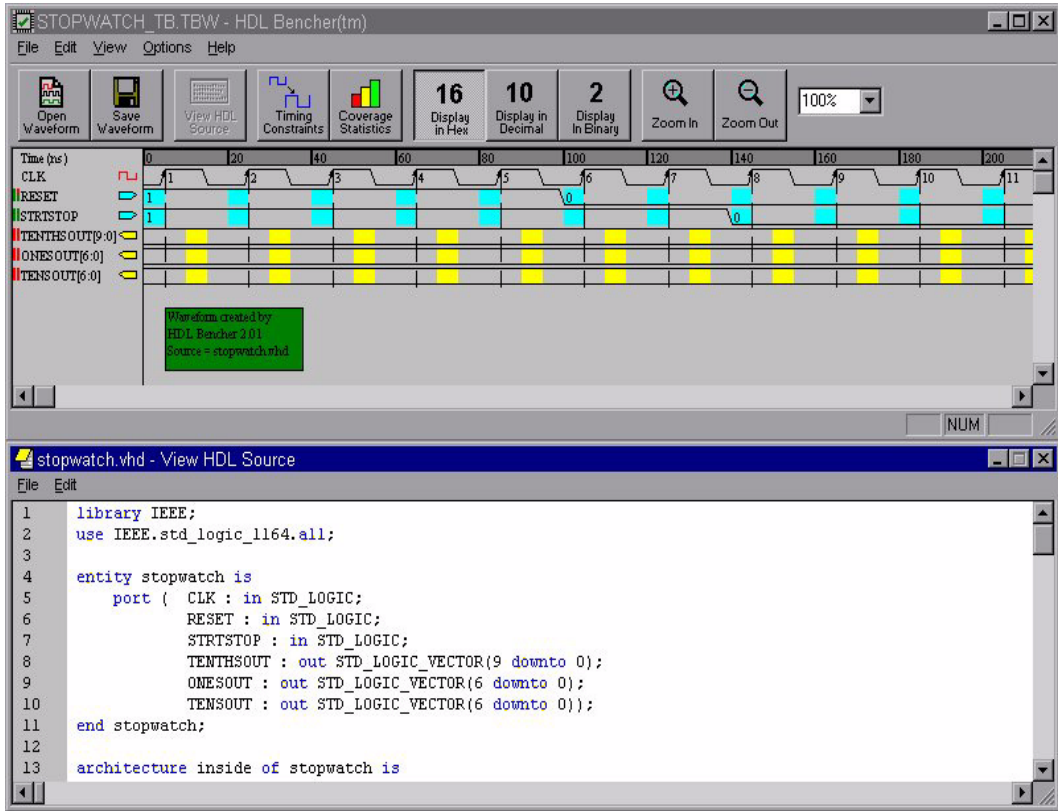 STOPWATCH_TB.TBW - HDL Bencher(tm)
File Edit View Options Help
Open Waveform
Save Waveform
View HDL Source
Timing Constraints
Coverage Statistics
16 Display in Hex
10 Display in Decimal
2 Display In Binary
Zoom In
Zoom Out
100%
Time (ns) 0 20 40 60 80 100 120 140 160 180 200
CLK 1 2 3 4 5 6 7 8 9 10 11
RESET 1 0
STRTSTOP 1 0
TENTHSOUT[9:0]
ONESOUT[6:0]
TENSOUT[6:0]
Waveform created by
HDL Bencher 2.01
Source = stopwatch.vhd
NUM
stopwatch.vhd - View HDL Source
File Edit
1 library IEEE;
2 use IEEE.std_logic_1164.all;
3
4 entity stopwatch is
5 port ( CLK : in STD_LOGIC;
6 RESET : in STD_LOGIC;
7 STRTSTOP : in STD_LOGIC;
8 TENTHSOUT : out STD_LOGIC_VECTOR(9 downto 0);
9 ONESOUT : out STD_LOGIC_VECTOR(6 downto 0);
10 TENSOUT : out STD_LOGIC_VECTOR(6 downto 0));
11 end stopwatch;
12
13 architecture inside of stopwatch is